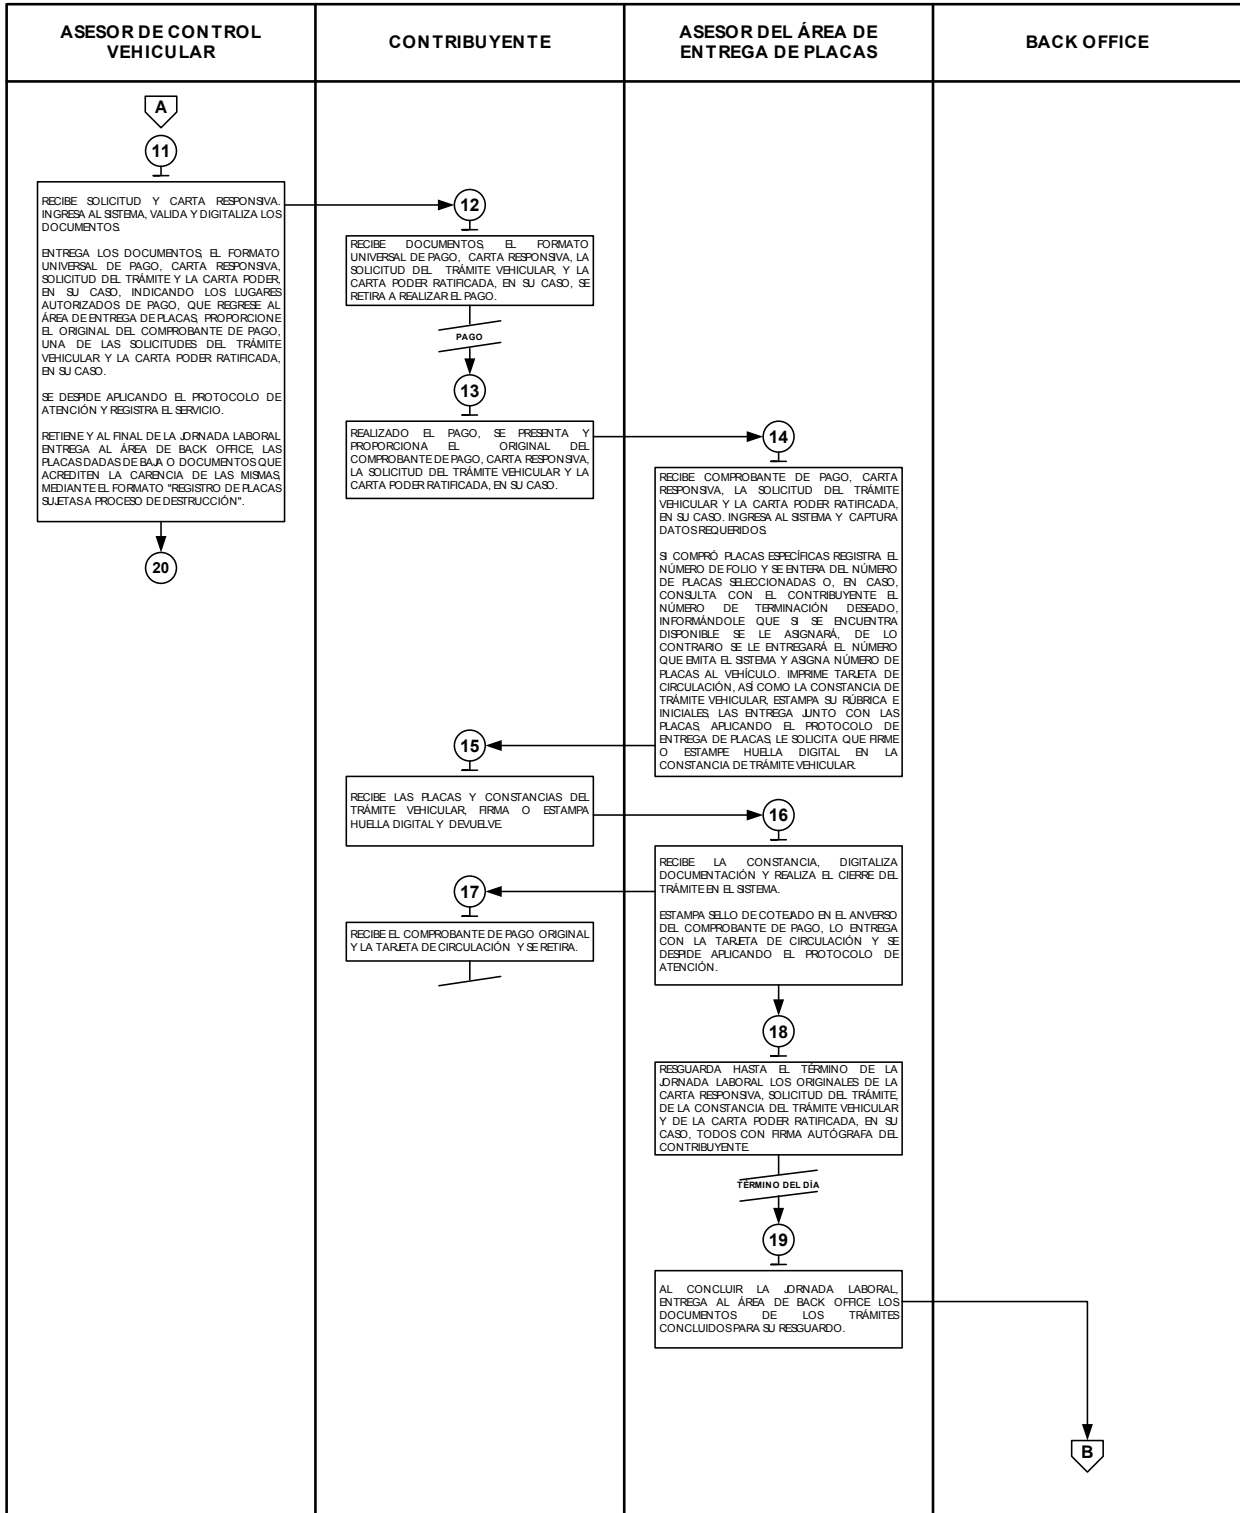 ASESOR DE CONTROL
VEHICULAR
CONTRIBUYENTE
ASESOR DEL ÁREA DE
ENTREGA DE PLACAS
BACK OFFICE
A
11
RECIBE SOLICITUD Y CARTA RESPONSIVA.
INGRESA AL SISTEMA, VALIDA Y DIGITALIZA LOS
DOCUMENTOS.
ENTREGA LOS DOCUMENTOS, EL FORMATO
UNIVERSAL DE PAGO, CARTA RESPONSIVA,
SOLICITUD DEL TRÁMITE Y LA CARTA PODER,
EN SU CASO, INDICANDO LOS LUGARES
AUTORIZADOS DE PAGO, QUE REGRESE AL
ÁREA DE ENTREGA DE PLACAS, PROPORCIONE
EL ORIGINAL DEL COMPROBANTE DE PAGO,
UNA DE LAS SOLICITUDES DEL TRÁMITE
VEHICULAR Y LA CARTA PODER RATIFICADA,
EN SU CASO.
SE DESPIDE APLICANDO EL PROTOCOLO DE
ATENCIÓN Y REGISTRA EL SERVICIO.
RETIENE Y AL FINAL DE LA JORNADA LABORAL
ENTREGA AL ÁREA DE BACK OFFICE, LAS
PLACAS DADAS DE BAJA O DOCUMENTOS QUE
ACREDITEN LA CARENCIA DE LAS MISMAS,
MEDIANTE EL FORMATO "REGISTRO DE PLACAS
SUJETAS A PROCESO DE DESTRUCCIÓN".
20
12
RECIBE DOCUMENTOS, EL FORMATO
UNIVERSAL DE PAGO, CARTA RESPONSIVA, LA
SOLICITUD DEL TRÁMITE VEHICULAR, Y LA
CARTA PODER RATIFICADA, EN SU CASO, SE
RETIRA A REALIZAR EL PAGO.
PAGO
13
REALIZADO EL PAGO, SE PRESENTA Y
PROPORCIONA EL ORIGINAL DEL
COMPROBANTE DE PAGO, CARTA RESPONSIVA,
LA SOLICITUD DEL TRÁMITE VEHICULAR Y LA
CARTA PODER RATIFICADA, EN SU CASO.
14
RECIBE COMPROBANTE DE PAGO, CARTA
RESPONSIVA, LA SOLICITUD DEL TRÁMITE
VEHICULAR Y LA CARTA PODER RATIFICADA,
EN SU CASO. INGRESA AL SISTEMA Y CAPTURA
DATOS REQUERIDOS.
SI COMPRÓ PLACAS ESPECÍFICAS REGISTRA EL
NÚMERO DE FOLIO Y SE ENTERA DEL NÚMERO
DE PLACAS SELECCIONADAS O, EN CASO,
CONSULTA CON EL CONTRIBUYENTE EL
NÚMERO DE TERMINACIÓN DESEADO,
INFORMÁNDOLE QUE SI SE ENCUENTRA
DISPONIBLE SE LE ASIGNARÁ, DE LO
CONTRARIO SE LE ENTREGARÁ EL NÚMERO
QUE EMITA EL SISTEMA Y ASIGNA NÚMERO DE
PLACAS AL VEHÍCULO. IMPRIME TARJETA DE
CIRCULACIÓN, ASÍ COMO LA CONSTANCIA DE
TRÁMITE VEHICULAR, ESTAMPA SU RÚBRICA E
INICIALES, LAS ENTREGA JUNTO CON LAS
PLACAS, APLICANDO EL PROTOCOLO DE
ENTREGA DE PLACAS, LE SOLICITA QUE FIRME
O ESTAMPE HUELLA DIGITAL EN LA
CONSTANCIA DE TRÁMITE VEHICULAR.
15
RECIBE LAS PLACAS Y CONSTANCIAS DEL
TRÁMITE VEHICULAR, FIRMA O ESTAMPA
HUELLA DIGITAL Y DEVUELVE.
16
RECIBE LA CONSTANCIA, DIGITALIZA
DOCUMENTACIÓN Y REALIZA EL CIERRE DEL
TRÁMITE EN EL SISTEMA.
ESTAMPA SELLO DE COTEJADO EN EL ANVERSO
DEL COMPROBANTE DE PAGO, LO ENTREGA
CON LA TARJETA DE CIRCULACIÓN Y SE
DESPIDE APLICANDO EL PROTOCOLO DE
ATENCIÓN.
17
RECIBE EL COMPROBANTE DE PAGO ORIGINAL
Y LA TARJETA DE CIRCULACIÓN Y SE RETIRA.
18
RESGUARDA HASTA EL TÉRMINO DE LA
JORNADA LABORAL LOS ORIGINALES DE LA
CARTA RESPONSIVA, SOLICITUD DEL TRÁMITE,
DE LA CONSTANCIA DEL TRÁMITE VEHICULAR
Y DE LA CARTA PODER RATIFICADA, EN SU
CASO, TODOS CON FIRMA AUTÓGRAFA DEL
CONTRIBUYENTE.
TÉRMINO DEL DÍA
19
AL CONCLUIR LA JORNADA LABORAL,
ENTREGA AL ÁREA DE BACK OFFICE LOS
DOCUMENTOS DE LOS TRÁMITES
CONCLUIDOS PARA SU RESGUARDO.
B